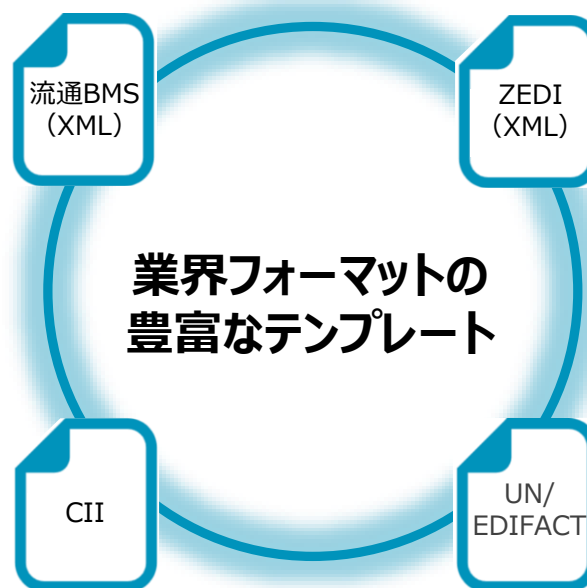 流通BMS
（XML）
ZEDI
（XML）
業界フォーマットの
豊富なテンプレート
CII
UN/
EDIFACT